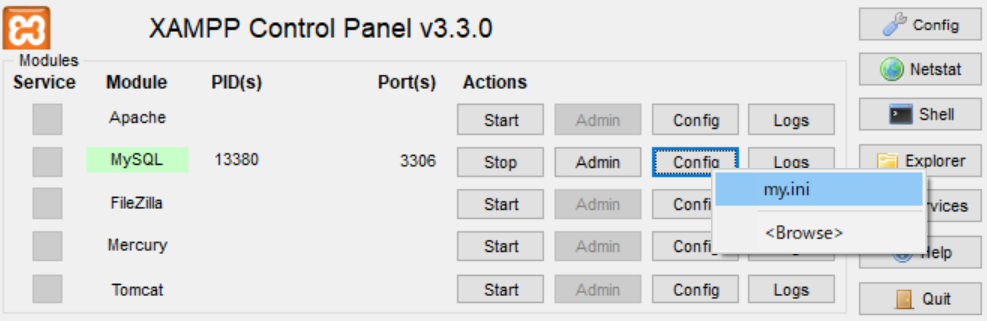 XAMPP Control Panel v3.3.0
Config
Modules
Service Module PID(s) Port(s) Actions
Netstat
Apache Start Admin Config Logs
Shell
MySQL 13380 3306 Stop Admin Config Logs
Explorer
my.ini
FileZilla Start Admin Confi
vices
<Browse>
Mercury Start Admin Confi
Help
Tomcat Start Admin Config Logs
Quit